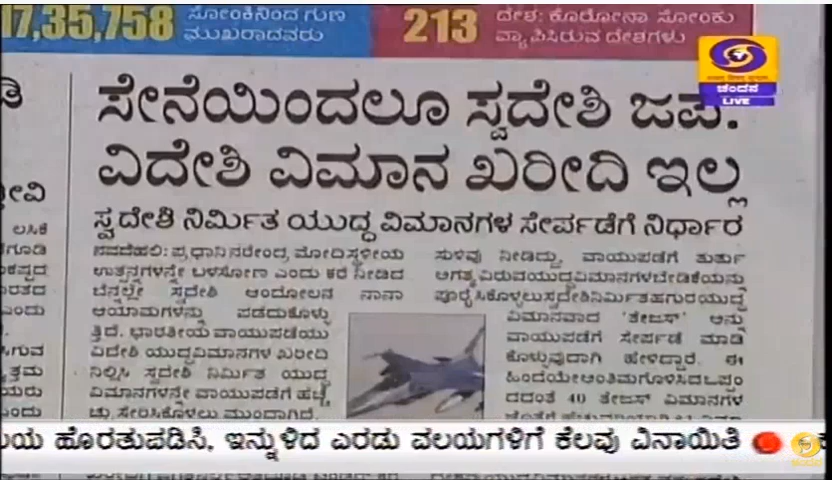 17,35,758
ಸೋಂಕಿನಿಂದ ಗುಣ
ಮುಖರಾದವರು
213
ದೇಶ: ಕೊರೋನಾ ಸೋಂಕು
ವ್ಯಾಪಿಸಿರುವ ದೇಶಗಳು
ಚಂದನ
LIVE
ಸೇನೆಯಿಂದಲೂ ಸ್ವದೇಶಿ ಜಪ.
ವಿದೇಶಿ ವಿಮಾನ ಖರೀದಿ ಇಲ್ಲ
ಸ್ವದೇಶಿ ನಿರ್ಮಿತ ಯುದ್ಧ ವಿಮಾನಗಳ ಸೇರ್ಪಡೆಗೆ ನಿರ್ಧಾರ
ನವದೆಹಲಿ: ಪ್ರಧಾನಿ ನರೇಂದ್ರ ಮೋದಿ ಸ್ಥಳೀಯ
ಉತ್ಪನ್ನಗಳನ್ನೇ ಬಳಸೋಣ ಎಂದು ಕರೆ ನೀಡಿದ
ಬೆನ್ನಲ್ಲೇ ಸ್ವದೇಶಿ ಆಂದೋಲನ ನಾನಾ
ಆಯಾಮಗಳನ್ನು ಪಡೆದುಕೊಳ್ಳು
ತ್ತಿದೆ. ಭಾರತೀಯ ವಾಯುಪಡೆಯು
ವಿದೇಶಿ ಯುದ್ಧವಿಮಾನಗಳ ಖರೀದಿ
ನಿಲ್ಲಿಸಿ ಸ್ವದೇಶಿ ನಿರ್ಮಿತ ಯುದ್ಧ
ವಿಮಾನಗಳನ್ನೇ ವಾಯುಪಡೆಗೆ ಹೆಚ್ಚೆ
ಚ್ಚು ಸೇರಿಸಿಕೊಳ್ಳಲು ಮುಂದಾಗಿದೆ.
ಸುಳಿವು ನೀಡಿದ್ದು, ವಾಯುಪಡೆಗೆ ತುರ್ತು
ಅಗತ್ಯವಿರುವ ಯುದ್ಧವಿಮಾನಗಳ ಬೇಡಿಕೆಯನ್ನು
ಪೂರೈಸಿಕೊಳ್ಳಲು ಸ್ವದೇಶಿ ನಿರ್ಮಿತ ಹಗುರ ಯುದ್ಧ
ವಿಮಾನವಾದ 'ತೇಜಸ್' ಅನ್ನು
ವಾಯುಪಡೆಗೆ ಸೇರ್ಪಡೆ ಮಾಡಿ
ಕೊಳ್ಳುವುದಾಗಿ ಹೇಳಿದ್ದಾರೆ. ಈ
ಹಿಂದೆಯೇ ಅಂತಿಮಗೊಳಿಸಿದ ಒಪ್ಪಂ
ದದಂತೆ 40 ತೇಜಸ್ ವಿಮಾನಗಳ
ಹೊರತುಪಡಿಸಿ, ಇನ್ನುಳಿದ ಎರಡು ವಲಯಗಳಿಗೆ ಕೆಲವು ವಿನಾಯಿತಿ